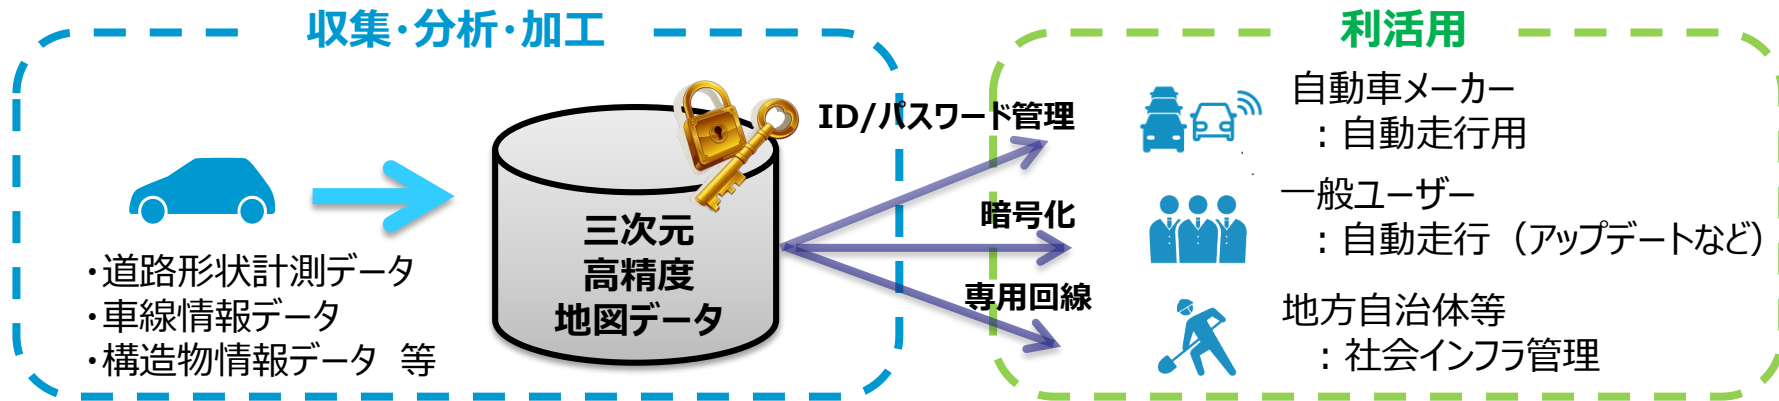 収集・分析・加工
・道路形状計測データ
・車線情報データ
・構造物情報データ 等
三次元
高精度
地図データ
ID/パスワード管理
暗号化
専用回線
利活用
自動車メーカー
：自動走行用
一般ユーザー
：自動走行（アップデートなど）
地方自治体等
：社会インフラ管理